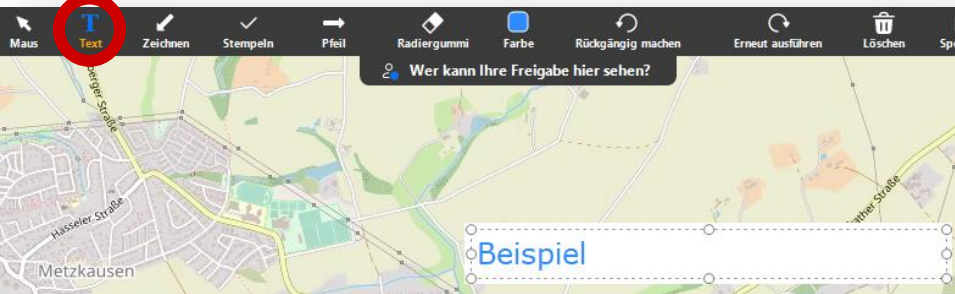 Maus Text Zeichnen Stempeln Pfeil Radiergummi Farbe Rückgängig machen Erneut ausführen Löschen
Wer kann Ihre Freigabe hier sehen?
Hasseler Straße
Metzkausen
Beispiel